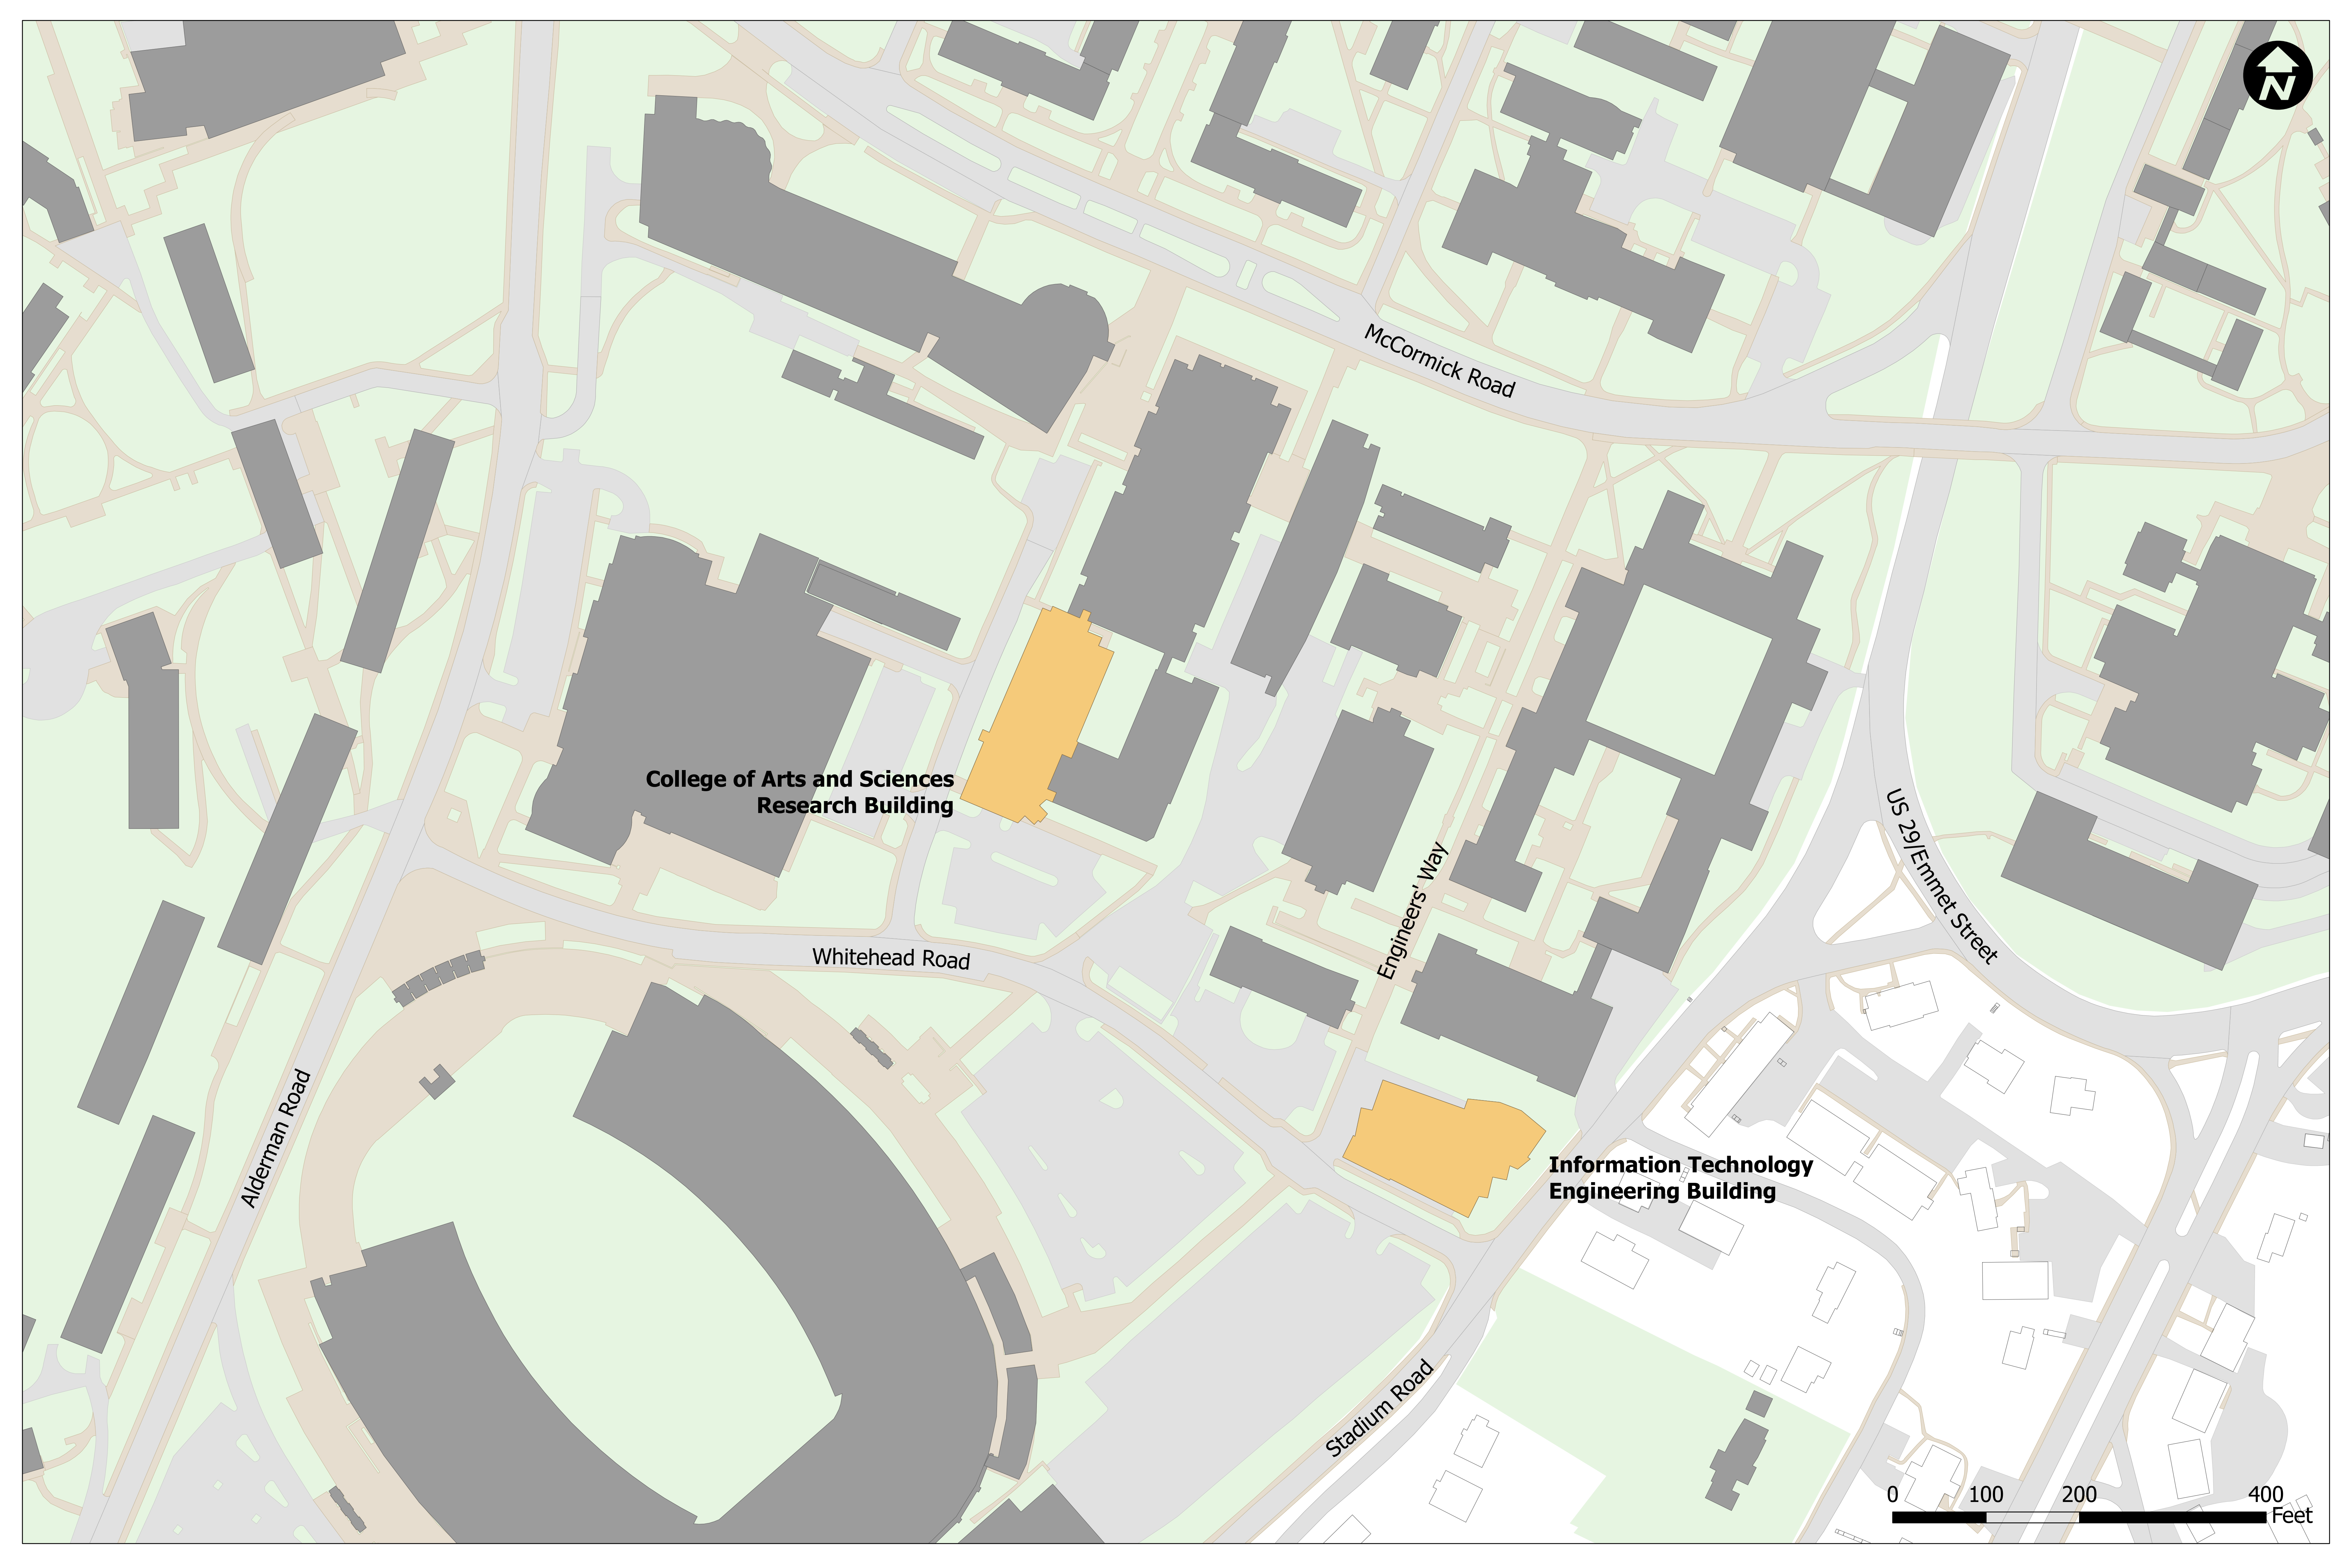 N
McCormick Road
College of Arts and Sciences
Research Building
US 29/Emmet Street
Engineers' Way
Whitehead Road
Alderman Road
Information Technology
Engineering Building
Stadium Road
0 100 200 400
Feet